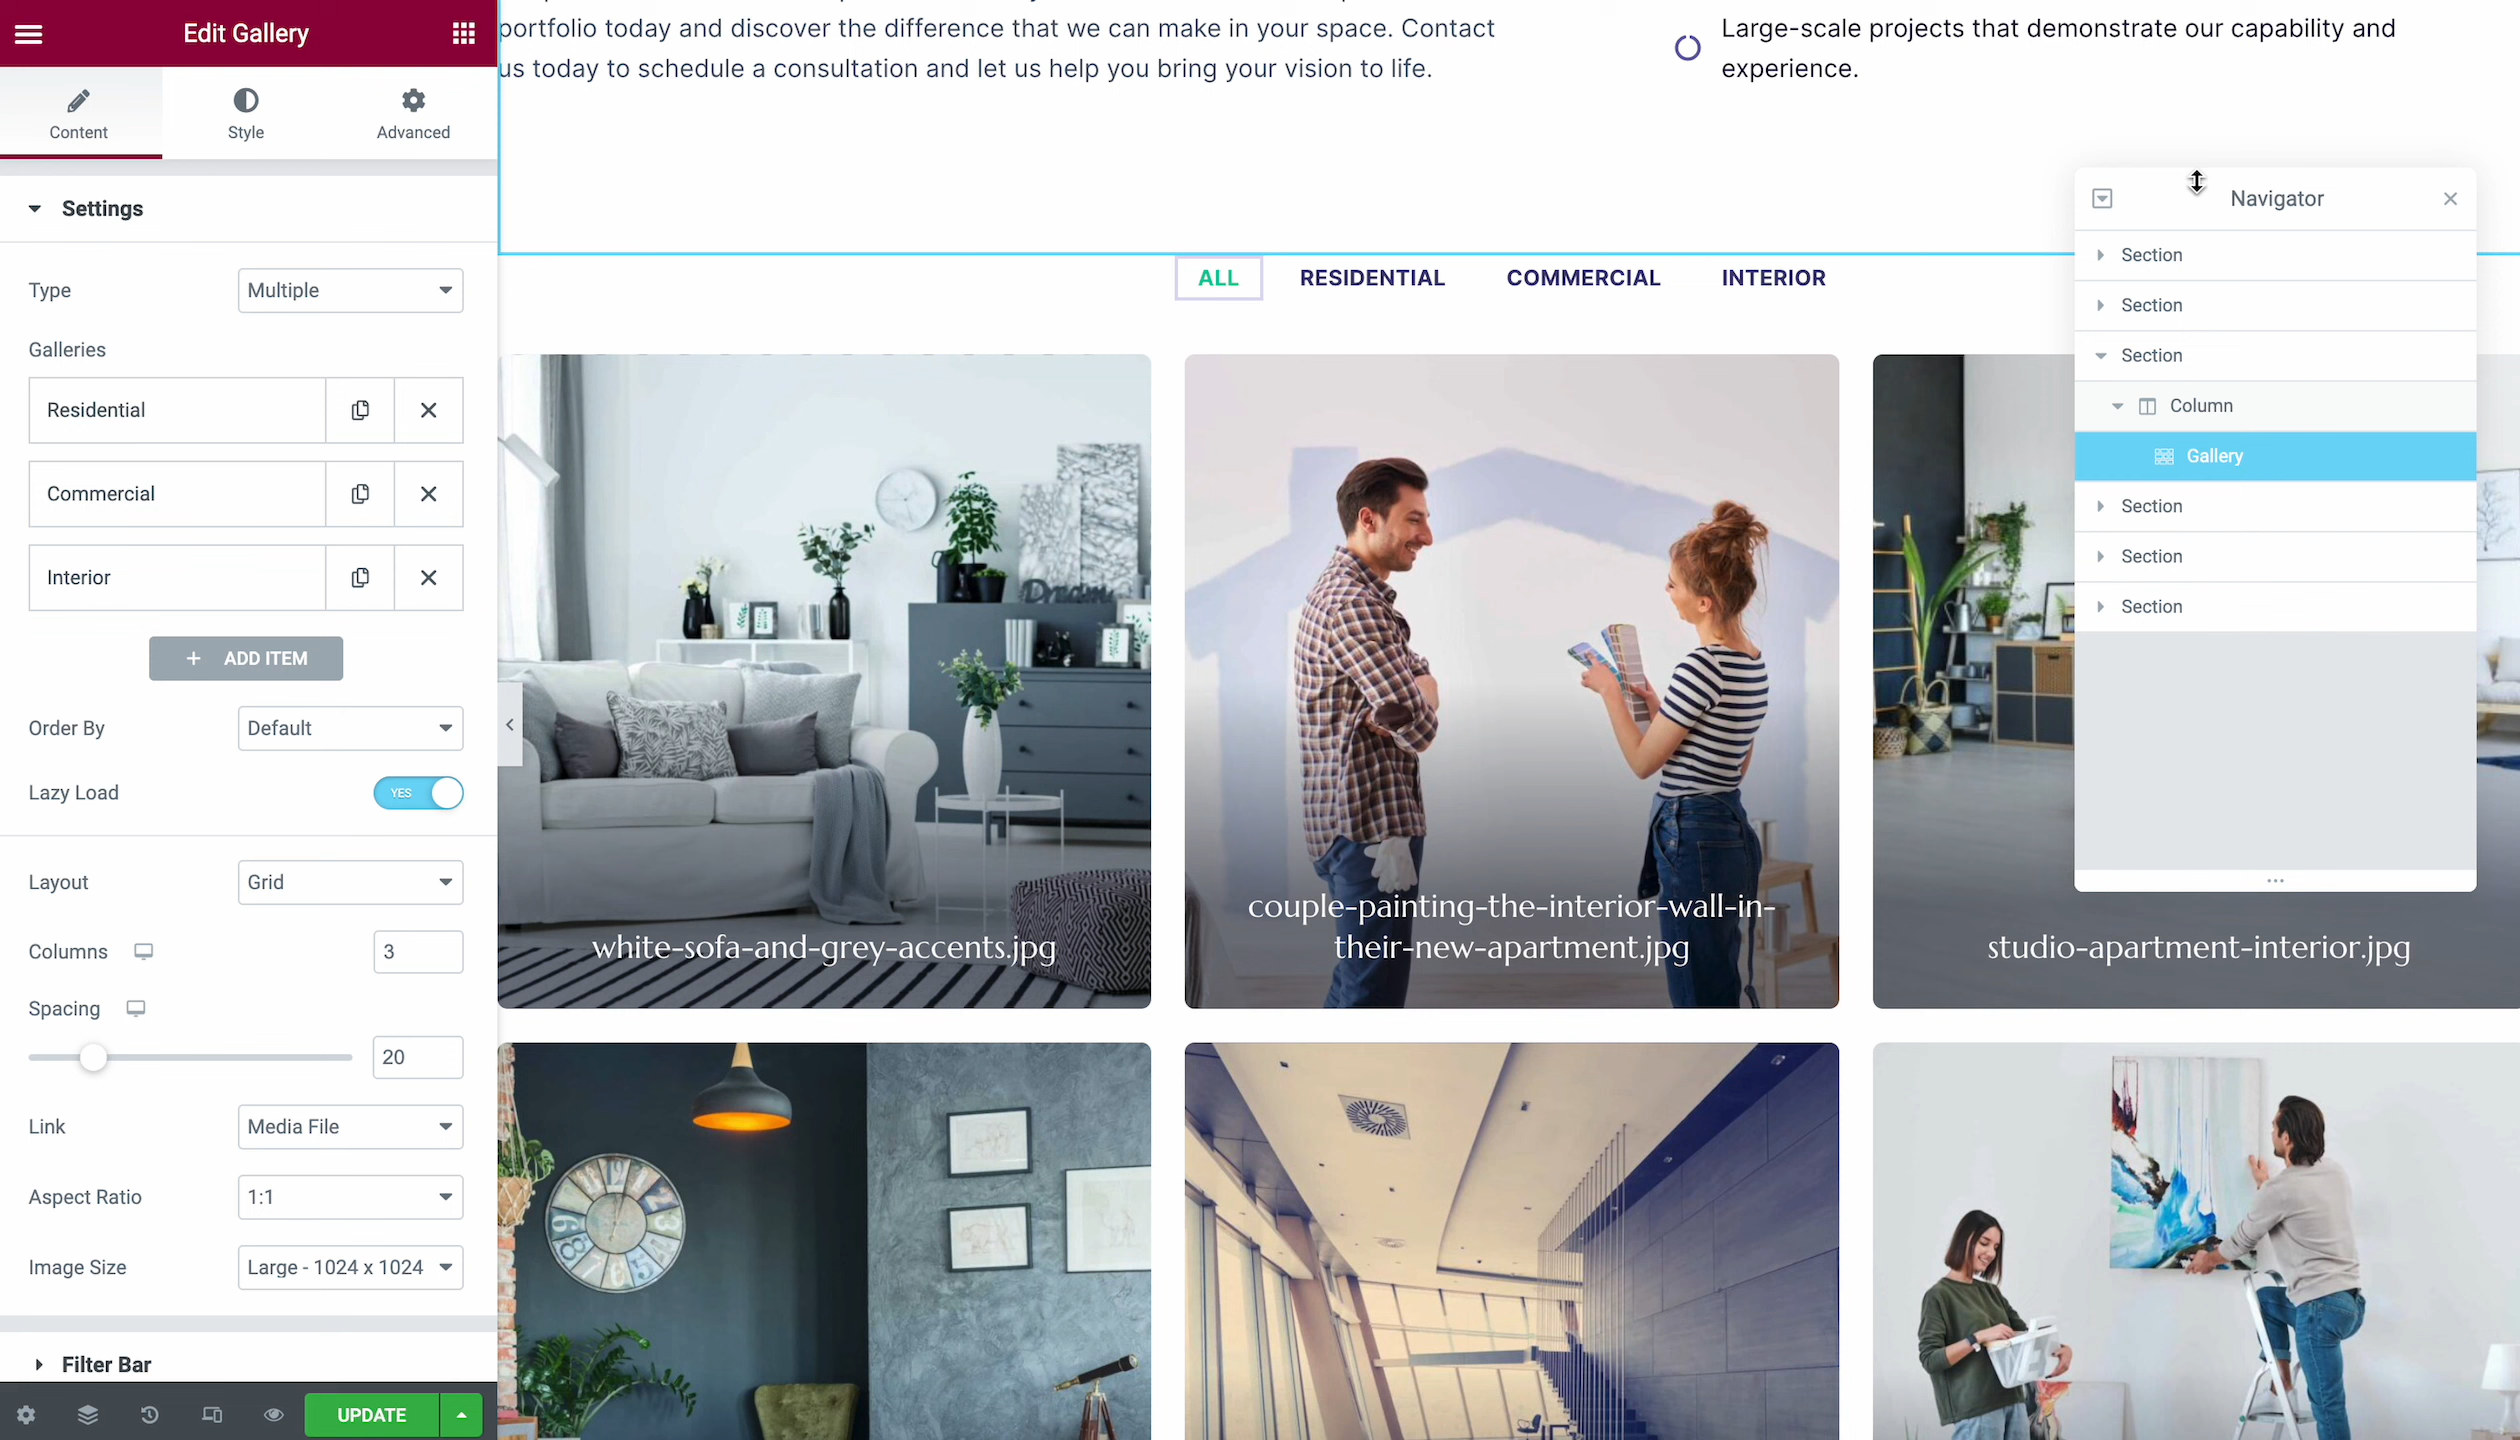 Edit Gallery
Content
Style
Advanced
Settings
Type
Multiple
Galleries
Residential
Commercial
Interior
+ ADD ITEM
Order By
Default
Lazy Load
YES
Layout
Grid
Columns
3
Spacing
20
Link
Media File
Aspect Ratio
1:1
Image Size
Large - 1024 x 1024
Filter Bar
UPDATE
portfolio today and discover the difference that we can make in your space. Contact
us today to schedule a consultation and let us help you bring your vision to life.
Large-scale projects that demonstrate our capability and
experience.
ALL
RESIDENTIAL
COMMERCIAL
INTERIOR
Dream
white-sofa-and-grey-accents.jpg
couple-painting-the-interior-wall-in-
their-new-apartment.jpg
studio-apartment-interior.jpg
Navigator
Section
Section
Section
Column
Gallery
Section
Section
Section